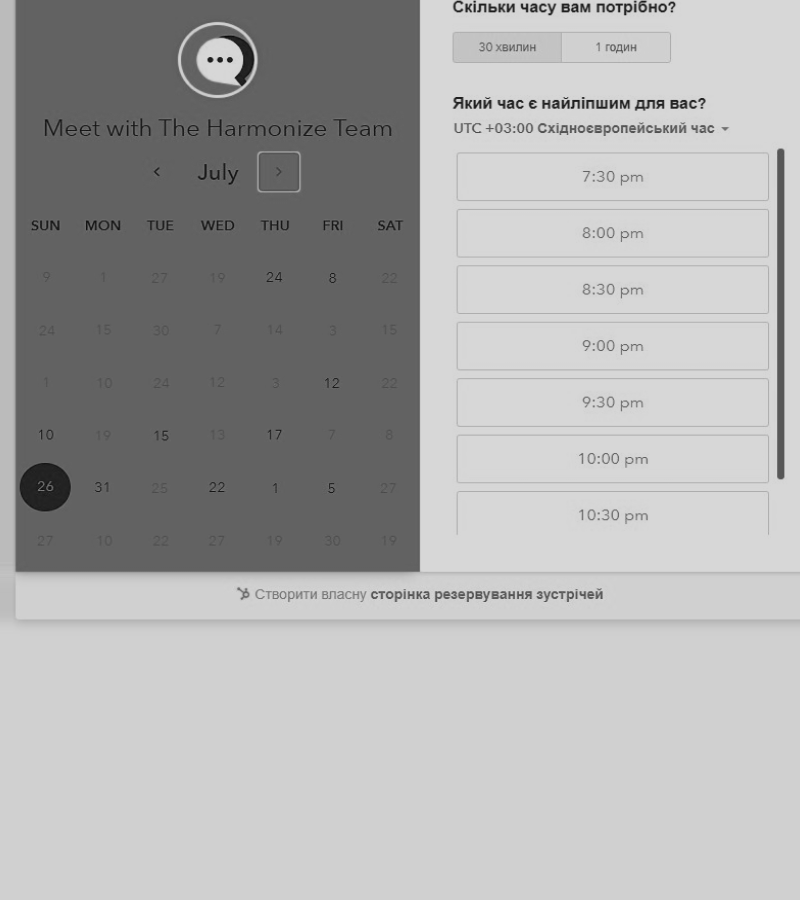 Meet with The Harmonize Team
July
SUN MON TUE WED THU FRI SAT
9 1 27 19 24 8 22
24 15 30 7 14 3 15
1 10 24 12 3 12 22
10 19 15 13 17 7 8
26 31 25 22 1 5 27
27 10 22 27 19 30 19
Скільки часу вам потрібно?
30 хвилин 1 годин
Який час є найліпшим для вас?
UTC +03:00 Східноєвропейський час
7:30 pm
8:00 pm
8:30 pm
9:00 pm
9:30 pm
10:00 pm
10:30 pm
Створити власну сторінка резервування зустрічей